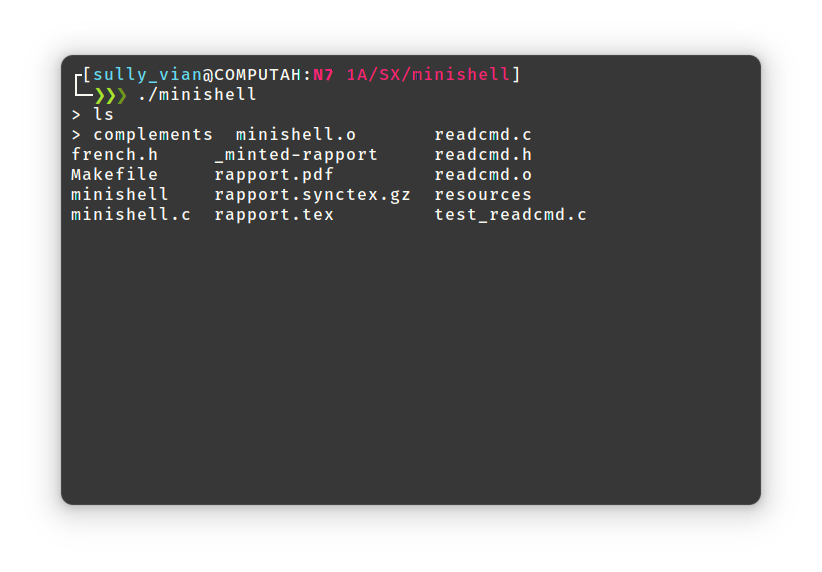 ┌[sully_vian@COMPUTAH:N7 1A/SX/minishell]
└─❯❯❯ ./minishell
> ls
> complements  minishell.o       readcmd.c
french.h     _minted-rapport     readcmd.h
Makefile     rapport.pdf         readcmd.o
minishell    rapport.synctex.gz  resources
minishell.c  rapport.tex         test_readcmd.c